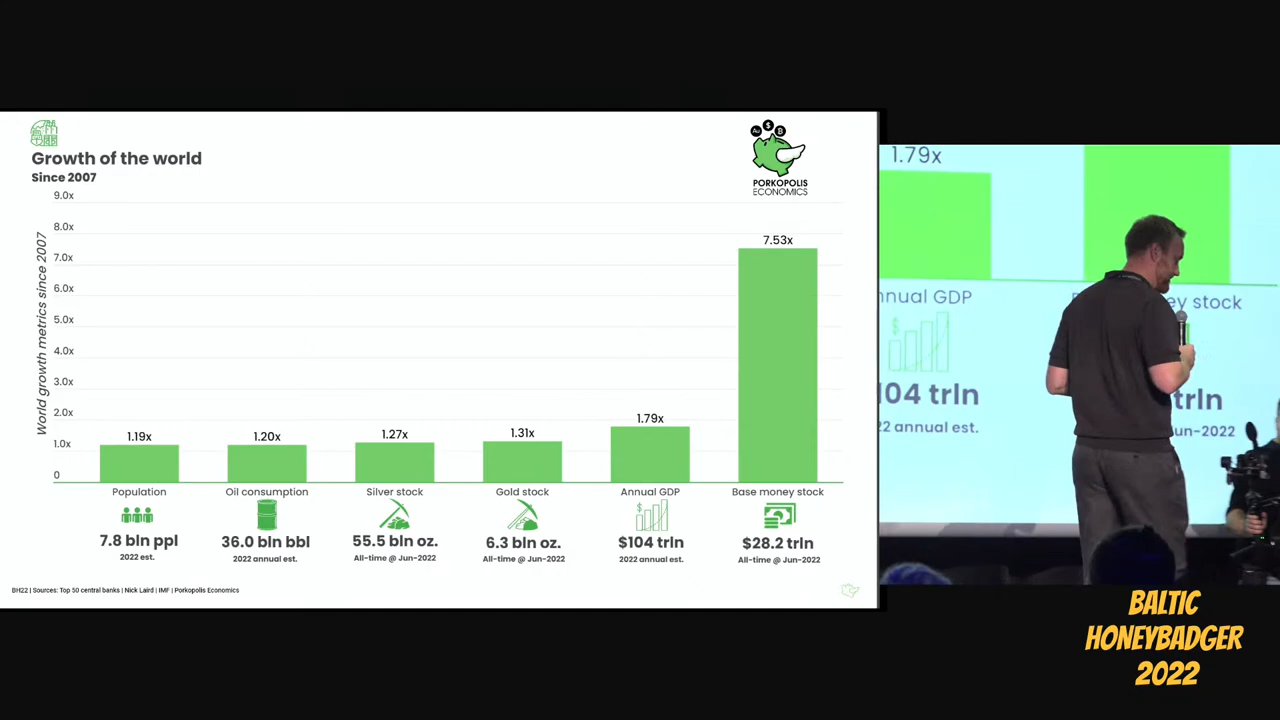 Growth of the world
Since 2007
Au $ B
PORKOPOLIS
ECONOMICS
World growth metrics since 2007
9.0x
8.0x
7.0x
6.0x
5.0x
4.0x
3.0x
2.0x
1.0x
0
1.19x
1.20x
1.27x
1.31x
1.79x
7.53x
Population
Oil consumption
Silver stock
Gold stock
Annual GDP
Base money stock
7.8 bln ppl
36.0 bln bbl
55.5 bln oz.
6.3 bln oz.
$104 trln
$28.2 trln
2022 est.
2022 annual est.
All-time @ Jun-2022
All-time @ Jun-2022
2022 annual est.
All-time @ Jun-2022
BH22 | Sources: Top 50 central banks | Nick Laird | IMF | Porkopolis Economics
1.79x
nnual GDP
ey stock
$
104 trln
trln
22 annual est.
Jun-2022
BALTIC
HONEYBADGER
2022